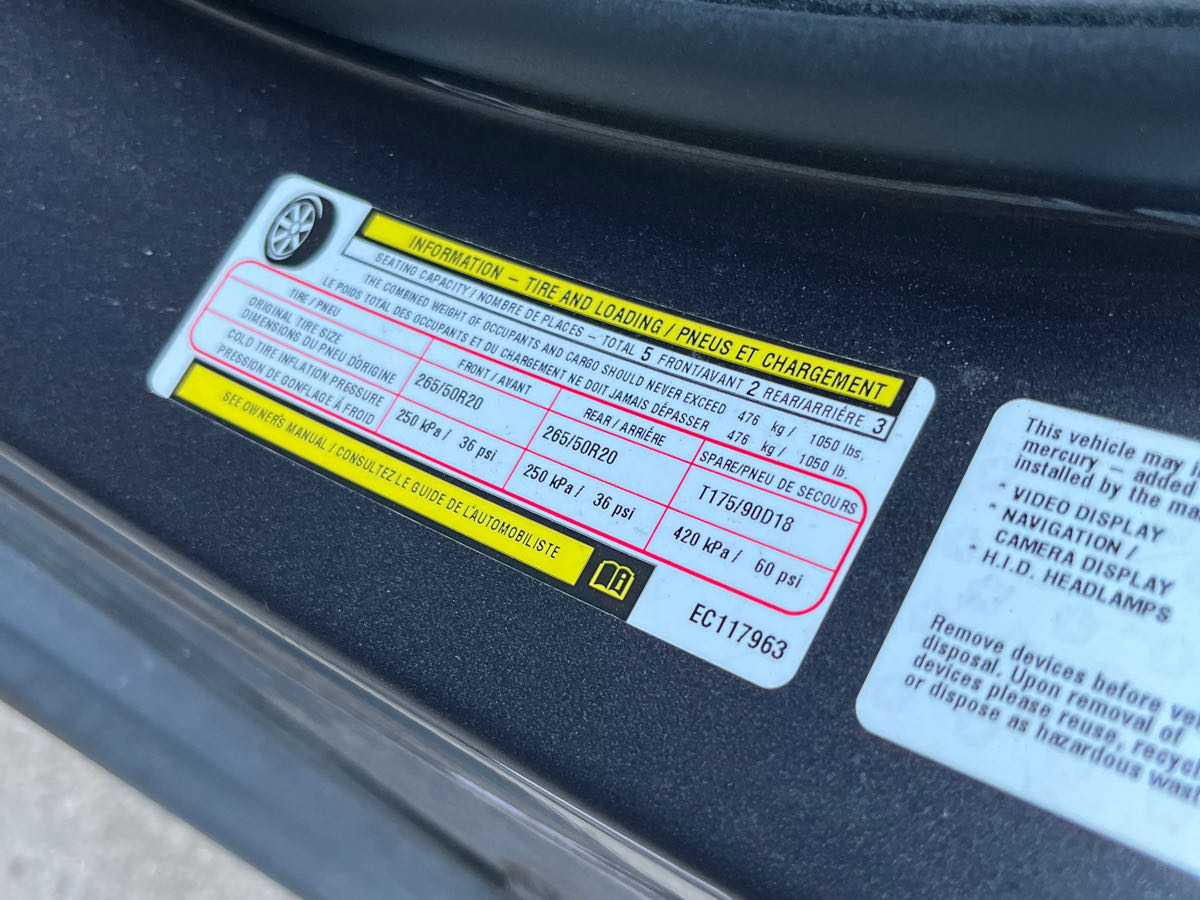 INFORMATION – TIRE AND LOADING / PNEUS ET CHARGEMENT
SEATING CAPACITY / NOMBRE DE PLACES – TOTAL 5 FRONT/AVANT 2 REAR/ARRIÉRE 3
THE COMBINED WEIGHT OF OCCUPANTS AND CARGO SHOULD NEVER EXCEED 476 kg / 1050 lbs.
LE POIDS TOTAL DES OCCUPANTS ET DU CHARGEMENT NE DOIT JAMAIS DÉPASSER 476 kg / 1050 lb.
TIRE / PNEU
FRONT / AVANT
REAR / ARRIÈRE
SPARE/PNEU DE SECOURS
ORIGINAL TIRE SIZE
DIMENSIONS DU PNEU D'ORIGINE
265/50R20
265/50R20
T175/90D18
COLD TIRE INFLATION PRESSURE
PRESSION DE GONFLAGE Á FROID
250 kPa / 36 psi
250 kPa / 36 psi
420 kPa / 60 psi
SEE OWNER'S MANUAL / CONSULTEZ LE GUIDE DE L'AUTOMOBILISTE
EC117963
This vehicle may
mercury – added
installed by the
* VIDEO DISPLAY
* NAVIGATION /
CAMERA DISPLAY
* H.I.D. HEADLAMPS
Remove devices before
disposal. Upon removal of
devices please reuse,
or dispose as hazardous